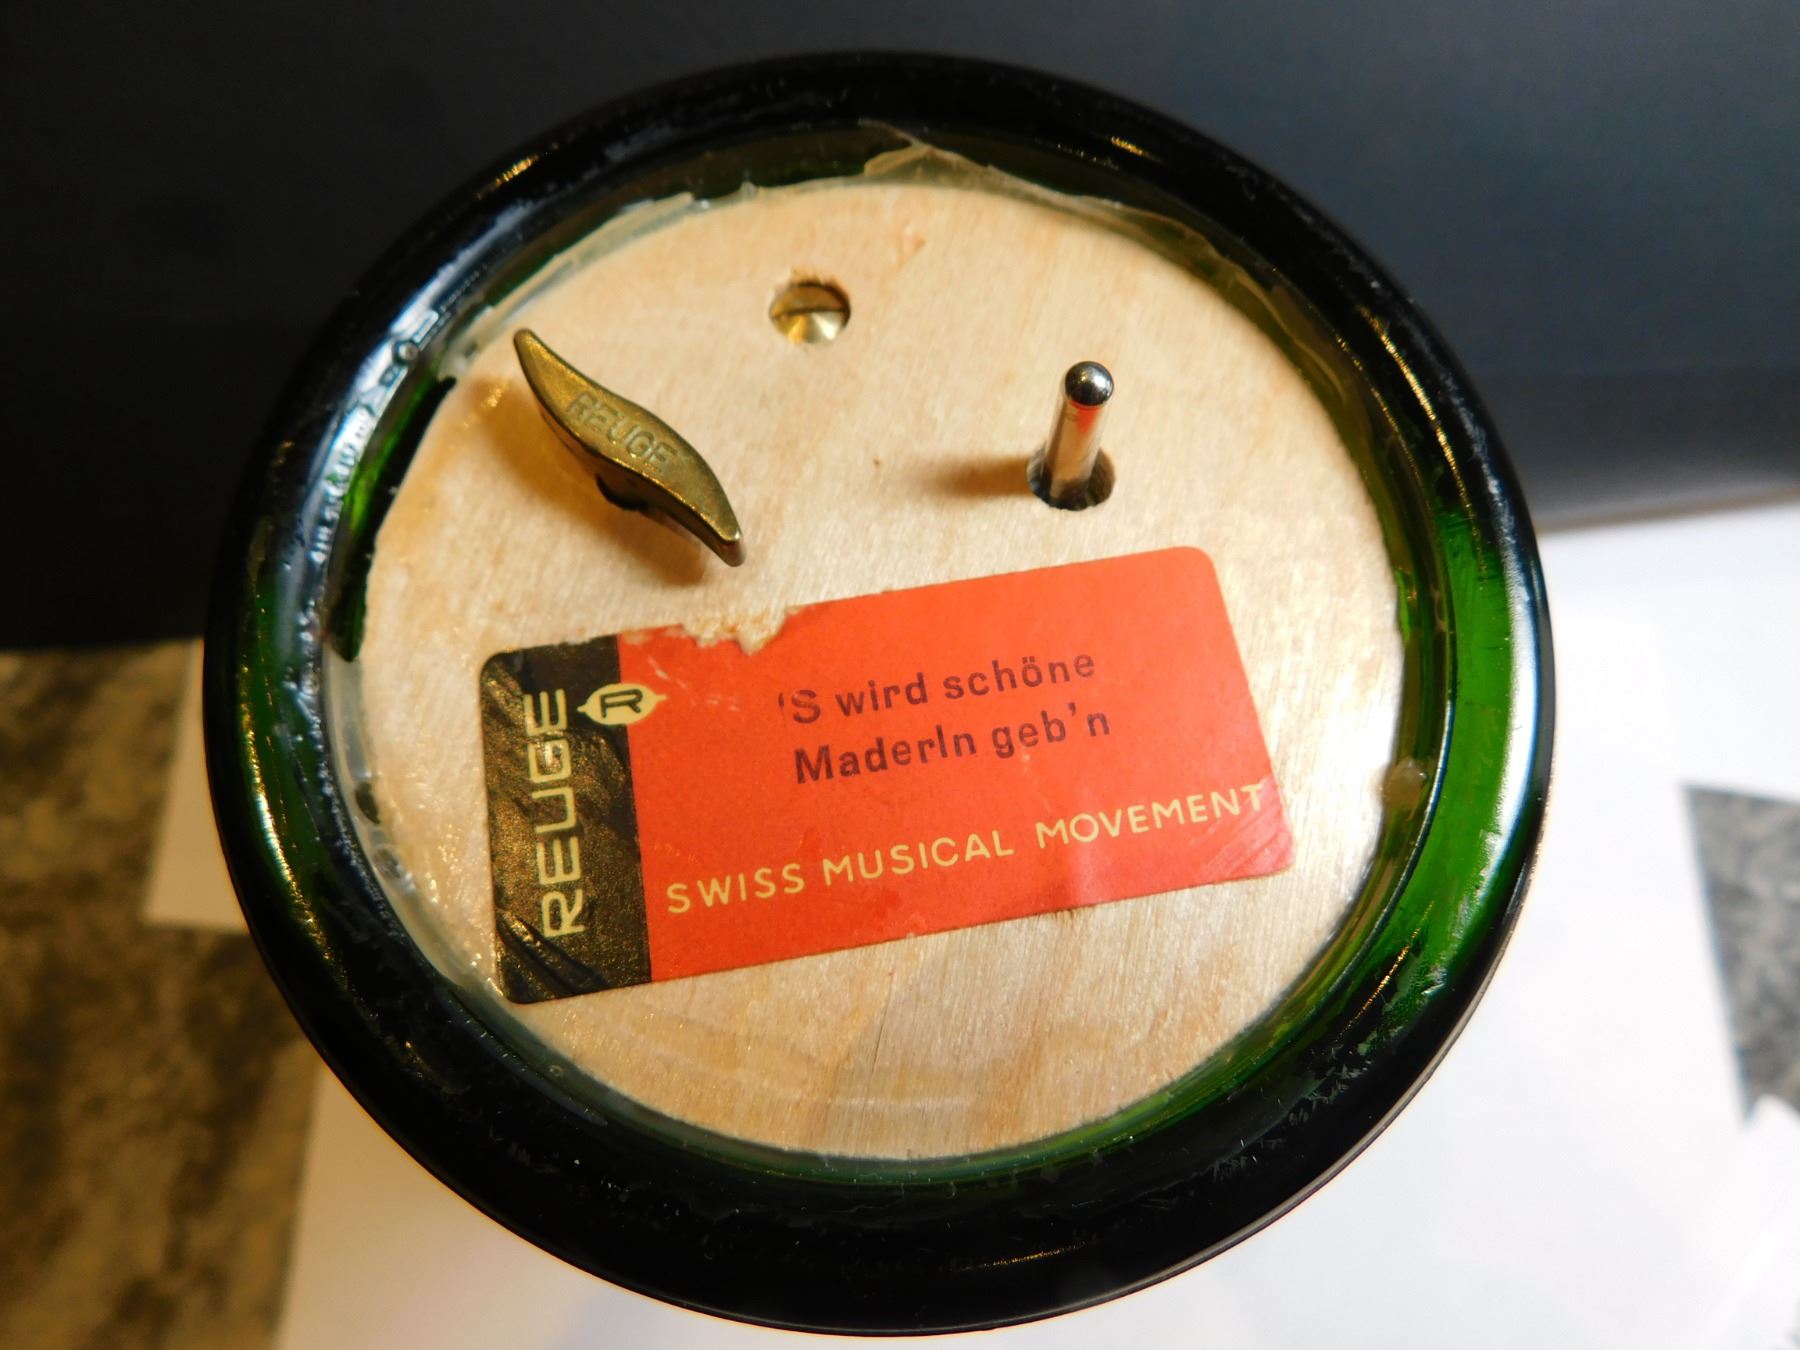 REUGE
REUGE
R
'S wird schöne
Maderln geb'n
SWISS MUSICAL MOVEMENT